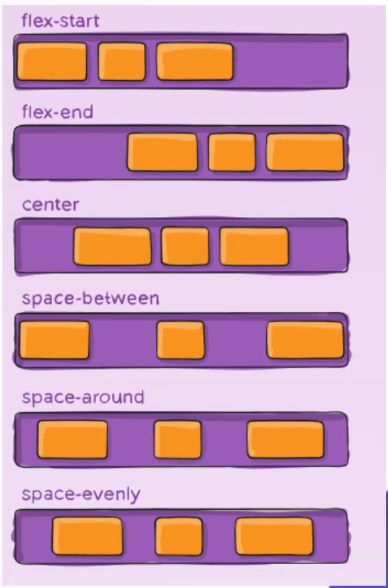 flex-start
flex-end
center
space-between
space-around
space-evenly